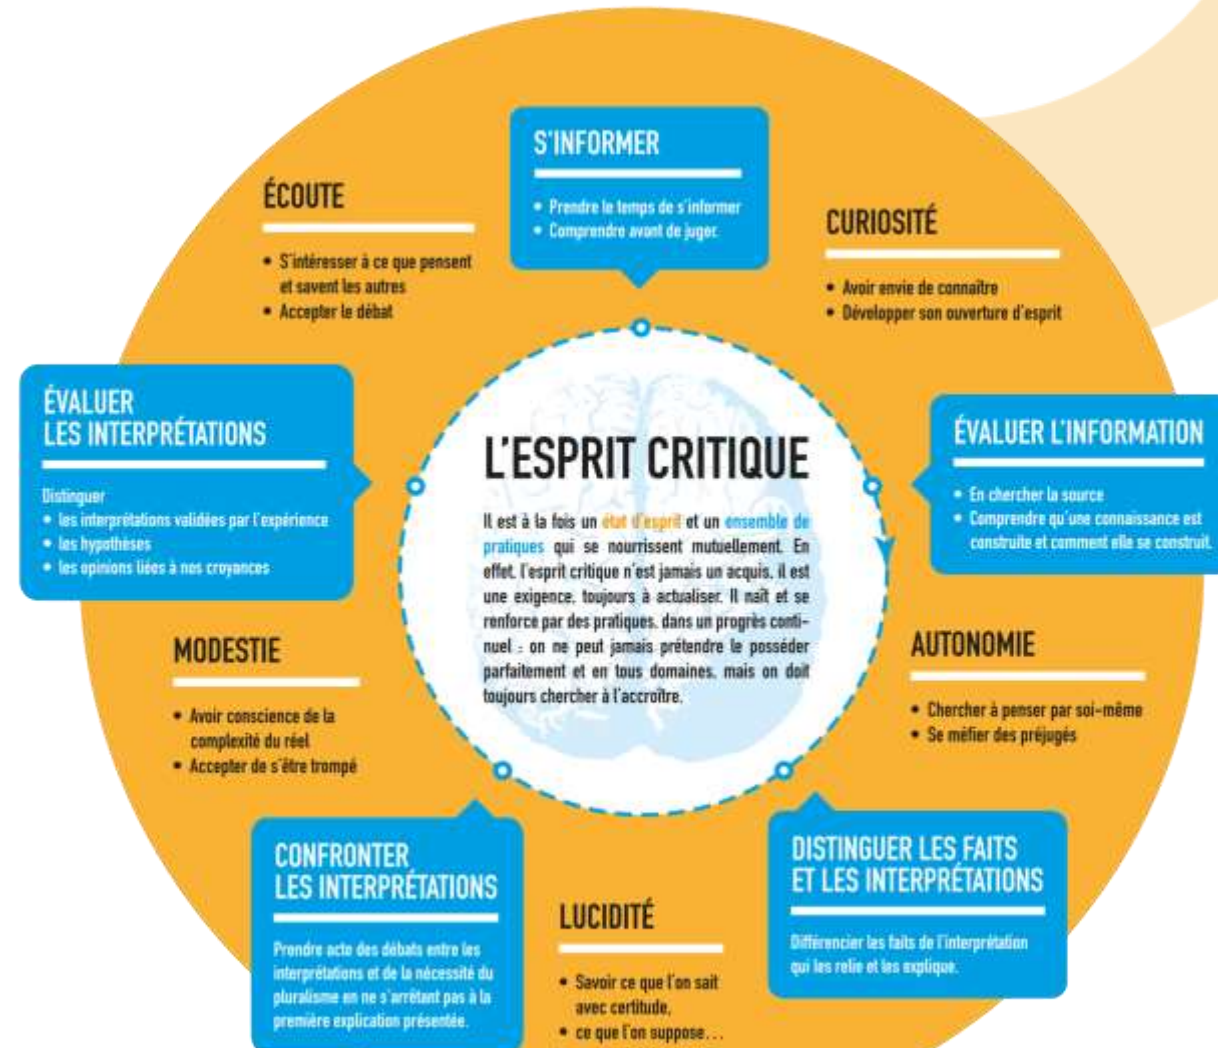 S'INFORMER
• Prendre le temps de s'informer
• Comprendre avant de juger.
ÉCOUTE
• S'intéresser à ce que pensent
et savent les autres
• Accepter le débat
CURIOSITÉ
• Avoir envie de connaître
• Développer son ouverture d'esprit
ÉVALUER
LES INTERPRÉTATIONS
Distinguer
• les interprétations validées par l'expérience
• les hypothèses
• les opinions liées à nos croyances
L'ESPRIT CRITIQUE
Il est à la fois un état d'esprit et un ensemble de
pratiques qui se nourrissent mutuellement. En
effet, l'esprit critique n'est jamais un acquis, il est
une exigence, toujours à actualiser. Il naît et se
renforce par des pratiques, dans un progrès conti-
nuel : on ne peut jamais prétendre le posséder
parfaitement et en tous domaines, mais on doit
toujours chercher à l'accroître.
ÉVALUER L'INFORMATION
• En chercher la source
• Comprendre qu'une connaissance est
construite et comment elle se construit.
MODESTIE
• Avoir conscience de la
complexité du réel
• Accepter de s'être trompé
AUTONOMIE
• Chercher à penser par soi-même
• Se méfier des préjugés
CONFRONTER
LES INTERPRÉTATIONS
Prendre acte des débats entre les
interprétations et de la nécessité du
pluralisme en ne s'arrêtant pas à la
première explication présentée.
LUCIDITÉ
• Savoir ce que l'on sait
avec certitude,
• ce que l'on suppose...
DISTINGUER LES FAITS
ET LES INTERPRÉTATIONS
Différencier les faits de l'interprétation
qui les relie et les explique.